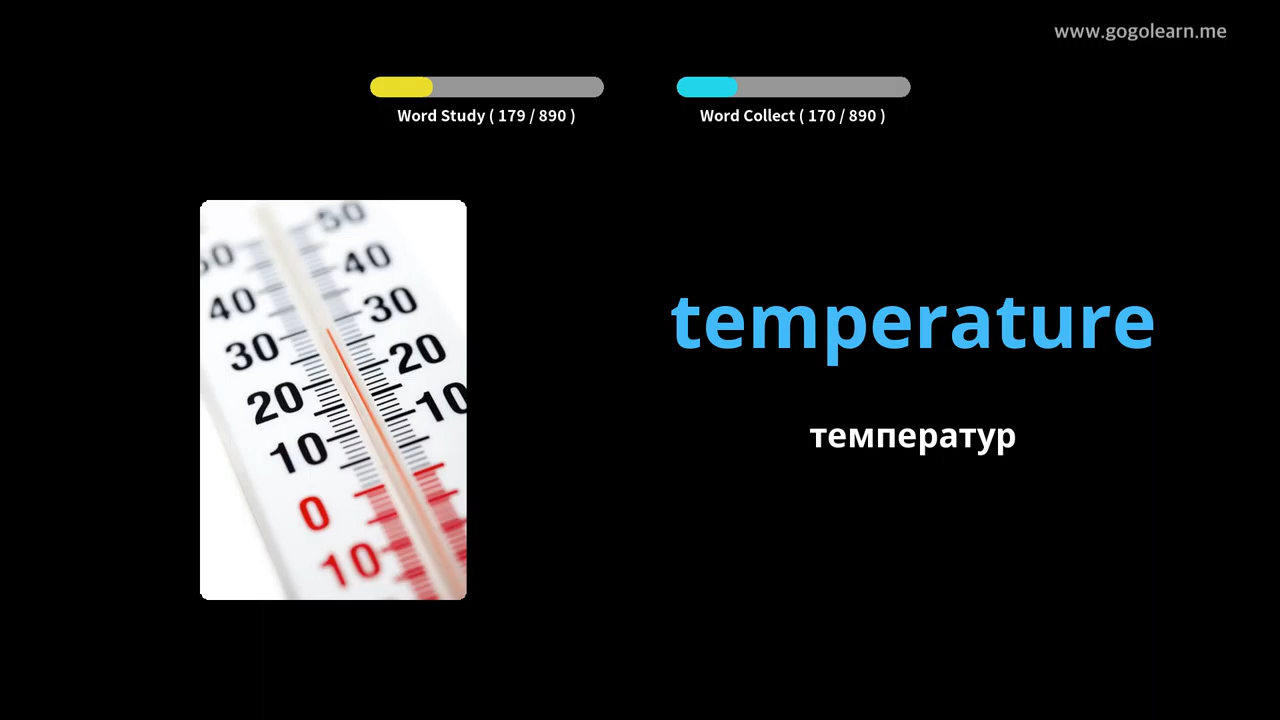 www.gogolearn.me
Word Study ( 179 / 890 )
Word Collect ( 170 / 890 )
50
50
40
40
30
30
20
20
10
10
0
10
temperature
температур